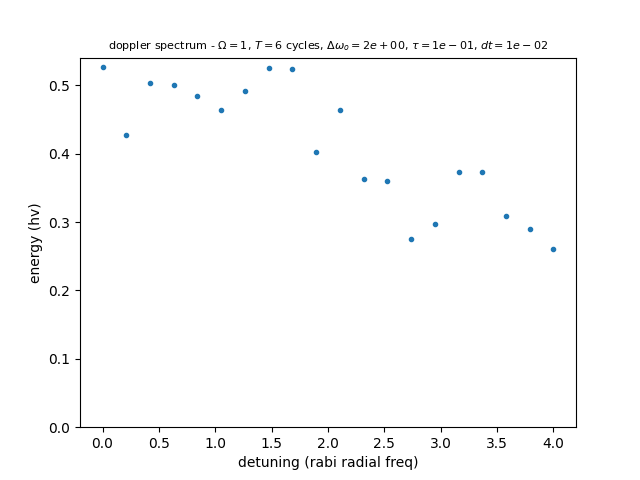 doppler spectrum - Ω = 1, T = 6 cycles, Δω₀ = 2e + 00, τ = 1e − 01, dt = 1e − 02
0.5
0.4
0.3
0.2
0.1
0.0
energy (hv)
0.0 0.5 1.0 1.5 2.0 2.5 3.0 3.5 4.0
detuning (rabi radial freq)